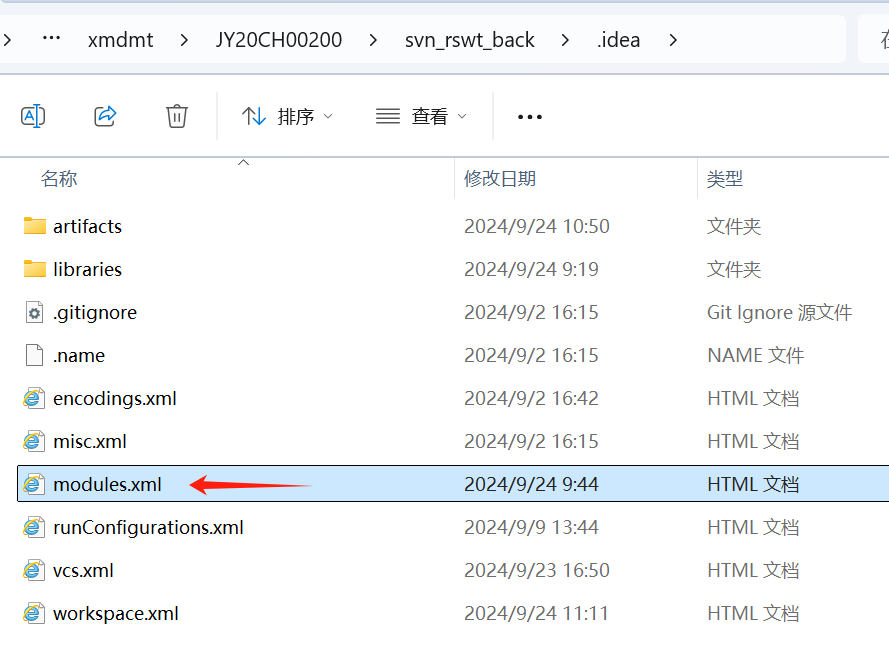 ··· xmdmt JY20CH00200 svn_rswt_back .idea
排序 查看 ···
名称 修改日期 类型
artifacts 2024/9/24 10:50 文件夹
libraries 2024/9/24 9:19 文件夹
.gitignore 2024/9/2 16:15 Git Ignore 源文件
.name 2024/9/2 16:15 NAME 文件
encodings.xml 2024/9/2 16:42 HTML 文档
misc.xml 2024/9/2 16:15 HTML 文档
modules.xml 2024/9/24 9:44 HTML 文档
runConfigurations.xml 2024/9/9 13:44 HTML 文档
vcs.xml 2024/9/23 16:50 HTML 文档
workspace.xml 2024/9/24 11:11 HTML 文档